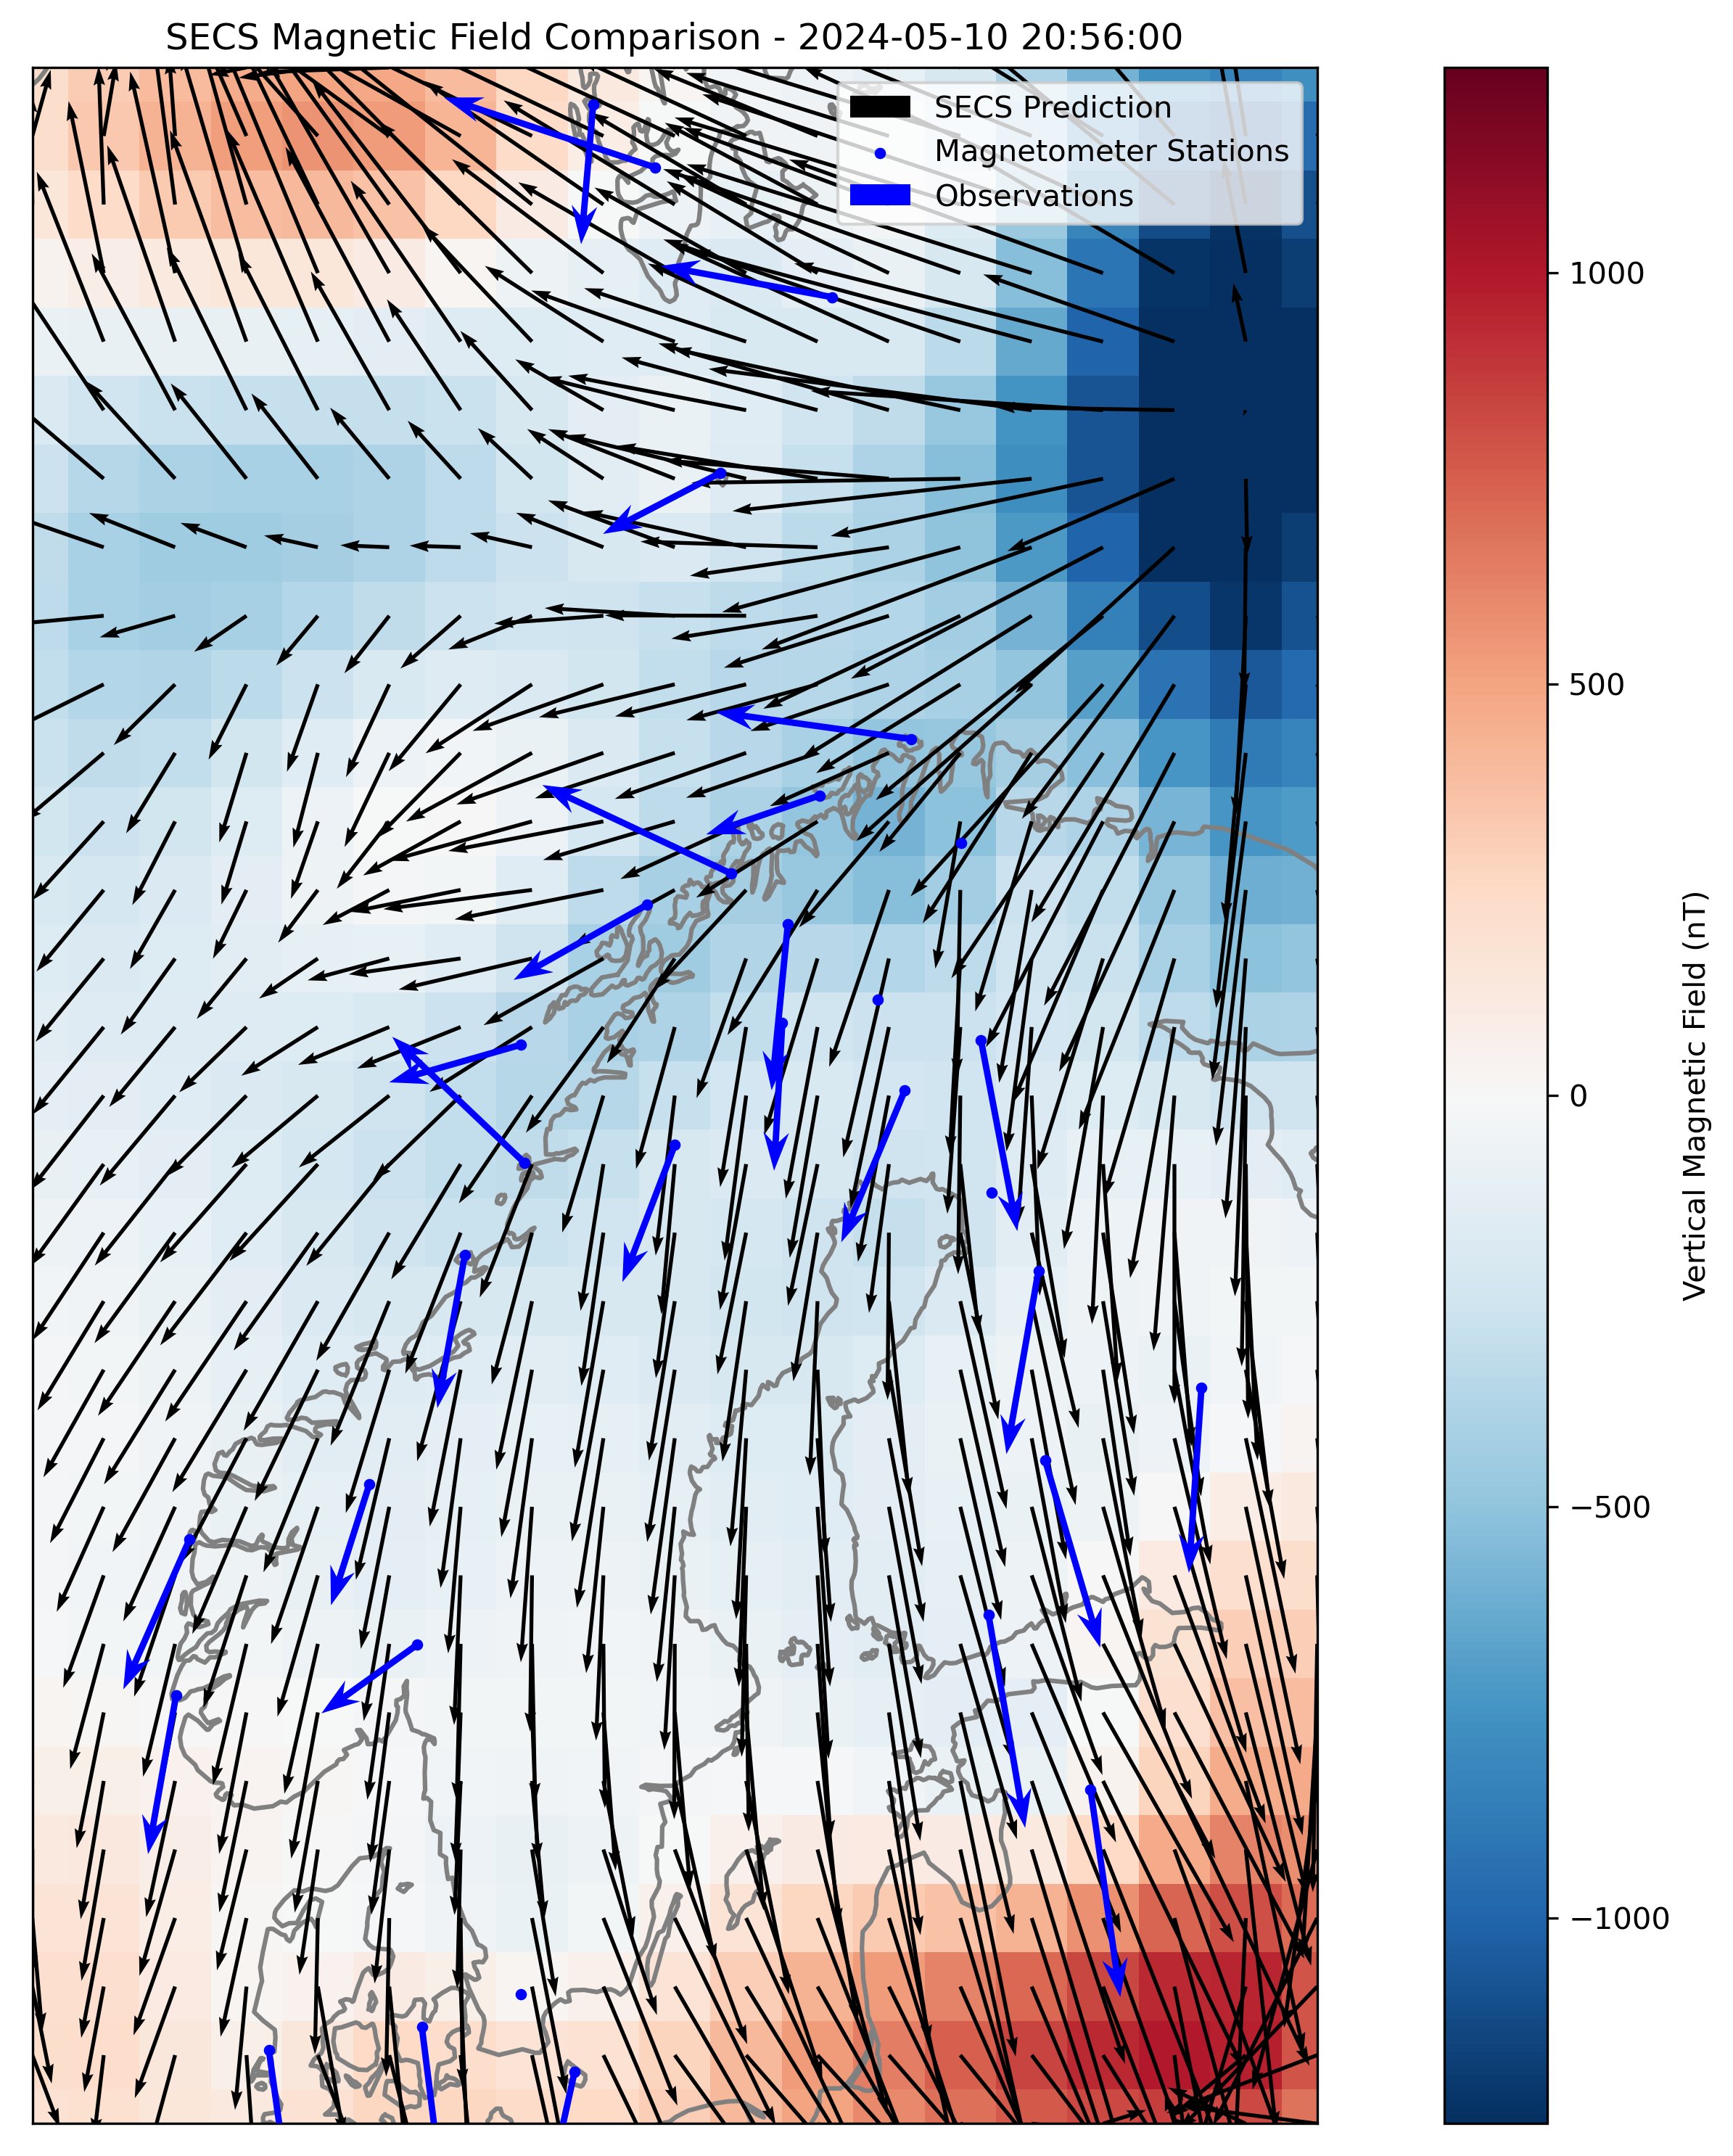 SECS Magnetic Field Comparison - 2024-05-10 20:56:00
SECS Prediction
Magnetometer Stations
Observations
1000
500
0
−500
−1000
Vertical Magnetic Field (nT)